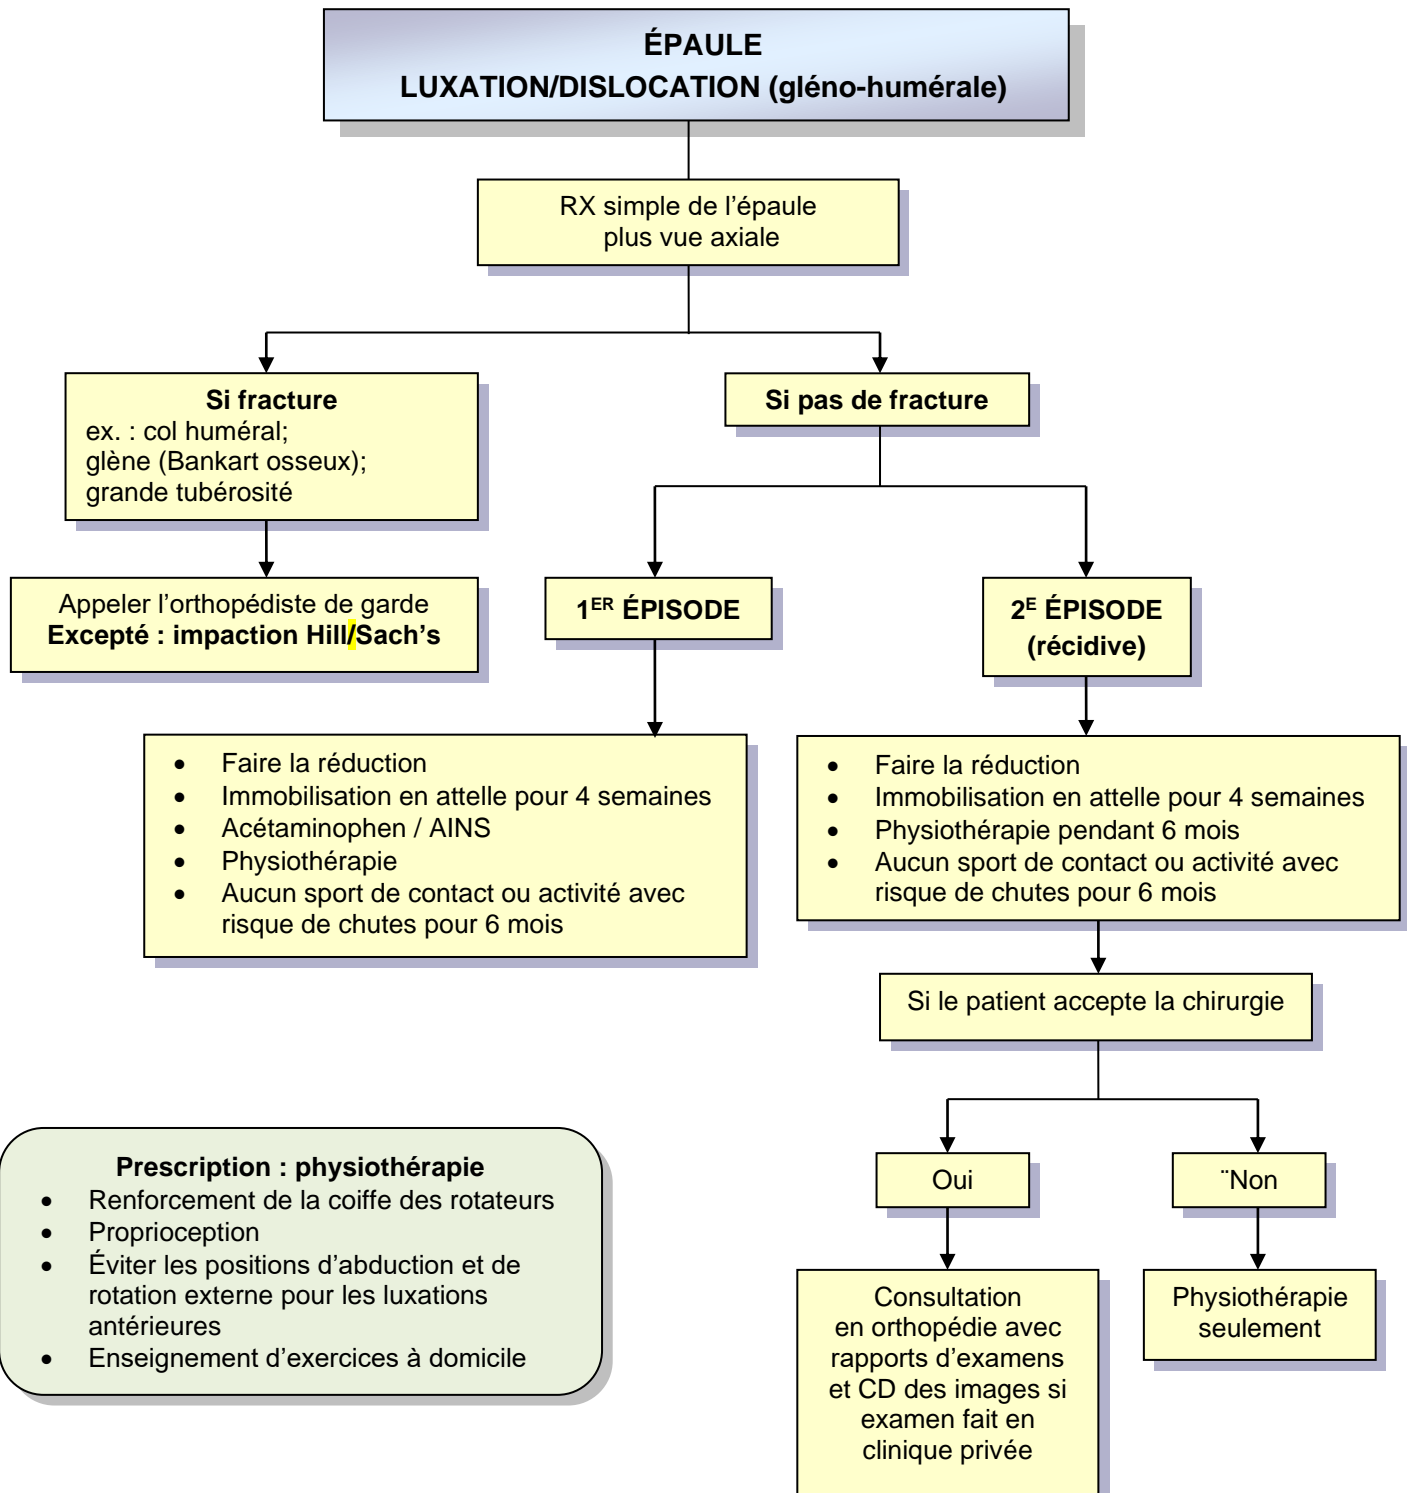 ÉPAULE
LUXATION/DISLOCATION (gléno-humérale)
RX simple de l’épaule
plus vue axiale
Si fracture
ex. : col huméral;
glène (Bankart osseux);
grande tubérosité
Si pas de fracture
Appeler l’orthopédiste de garde
Excepté : impaction Hill/Sach’s
1ER ÉPISODE
2E ÉPISODE
(récidive)
• Faire la réduction
• Immobilisation en attelle pour 4 semaines
• Acétaminophen / AINS
• Physiothérapie
• Aucun sport de contact ou activité avec
risque de chutes pour 6 mois
• Faire la réduction
• Immobilisation en attelle pour 4 semaines
• Physiothérapie pendant 6 mois
• Aucun sport de contact ou activité avec
risque de chutes pour 6 mois
Si le patient accepte la chirurgie
Oui
¨Non
Consultation
en orthopédie avec
rapports d’examens
et CD des images si
examen fait en
clinique privée
Physiothérapie
seulement
Prescription : physiothérapie
• Renforcement de la coiffe des rotateurs
• Proprioception
• Éviter les positions d’abduction et de
rotation externe pour les luxations
antérieures
• Enseignement d’exercices à domicile